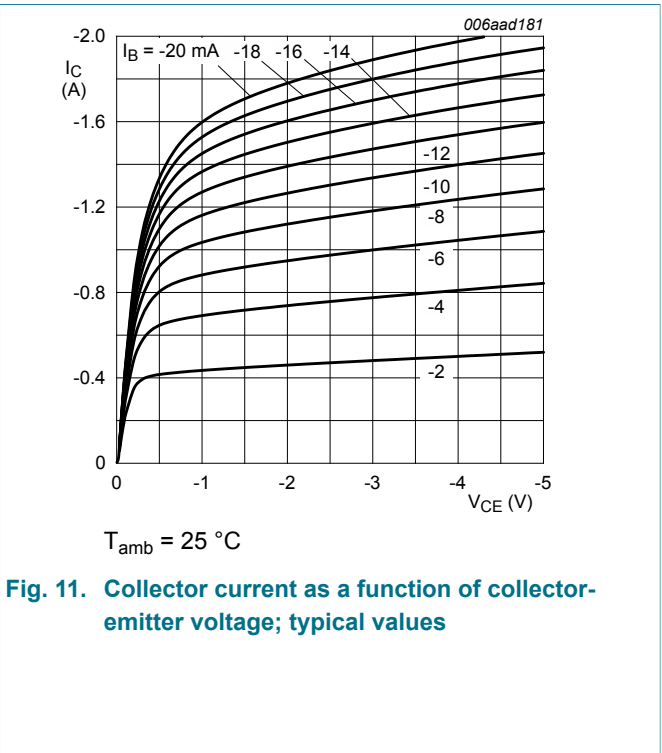 006aad181
-2.0
IC
(A)
IB = -20 mA -18 -16 -14
-1.6
-12
-10
-1.2
-8
-6
-0.8
-4
-0.4
-2
0
0 -1 -2 -3 -4 -5
VCE (V)
Tamb = 25 °C
Fig. 11. Collector current as a function of collector-
emitter voltage; typical values